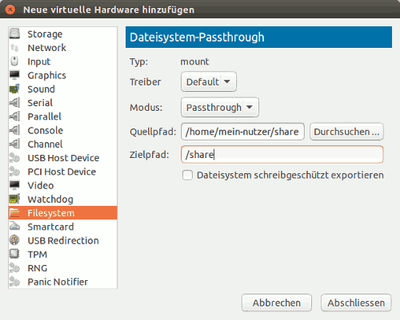 Neue virtuelle Hardware hinzufügen
Storage
Network
Input
Graphics
Sound
Serial
Parallel
Console
Channel
USB Host Device
PCI Host Device
Video
Watchdog
Filesystem
Smartcard
USB Redirection
TPM
RNG
Panic Notifier
Dateisystem-Passthrough
Typ: mount
Treiber Default
Modus: Passthrough
Quellpfad: /home/mein-nutzer/share Durchsuchen ...
Zielpfad: /share
Dateisystem schreibgeschützt exportieren
Abbrechen Abschliessen